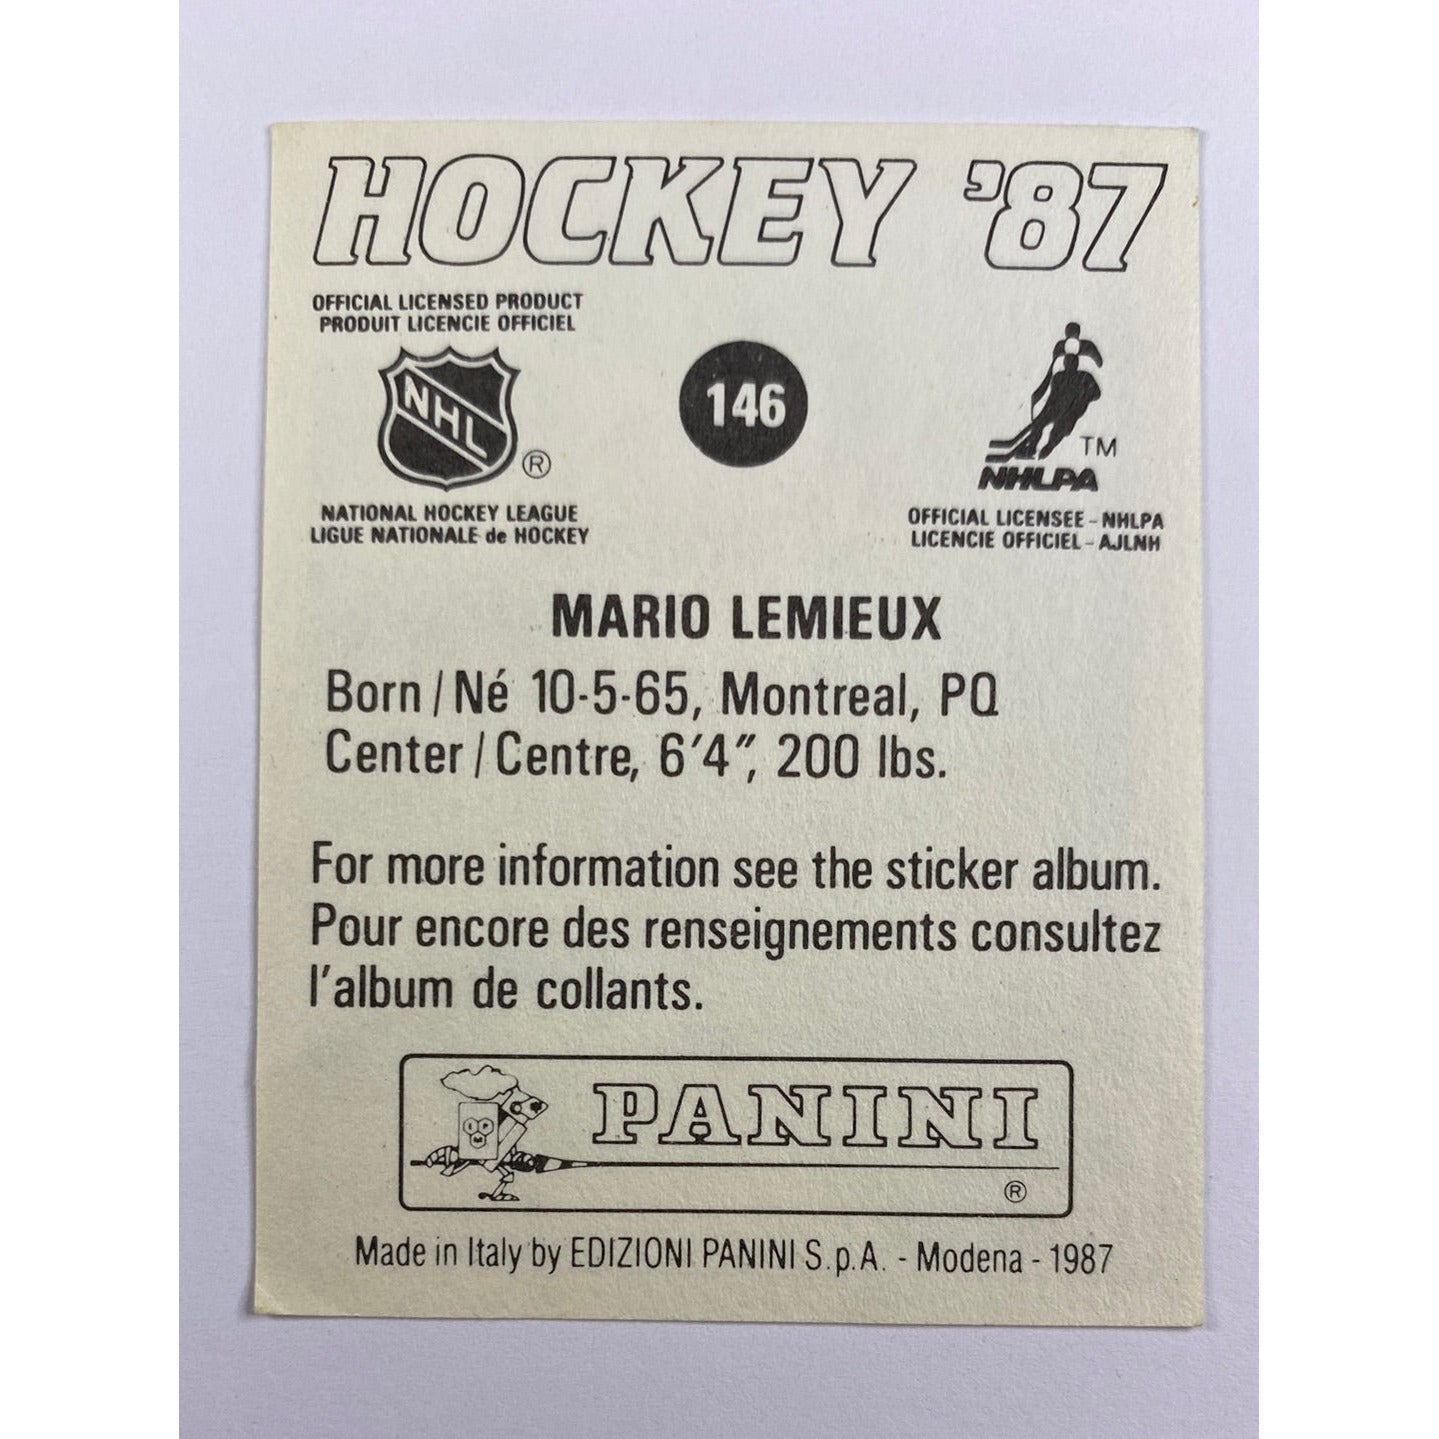 HOCKEY '87
OFFICIAL LICENSED PRODUCT
PRODUIT LICENCIE OFFICIEL
NHL
®
146
TM
NHLPA
NATIONAL HOCKEY LEAGUE
LIGUE NATIONALE de HOCKEY
OFFICIAL LICENSEE - NHLPA
LICENCIE OFFICIEL - AJLNH
MARIO LEMIEUX
Born / Né 10-5-65, Montreal, PQ
Center / Centre, 6'4", 200 lbs.
For more information see the sticker album.
Pour encore des renseignements consultez
l'album de collants.
PANINI
®
Made in Italy by EDIZIONI PANINI S.p.A. - Modena - 1987